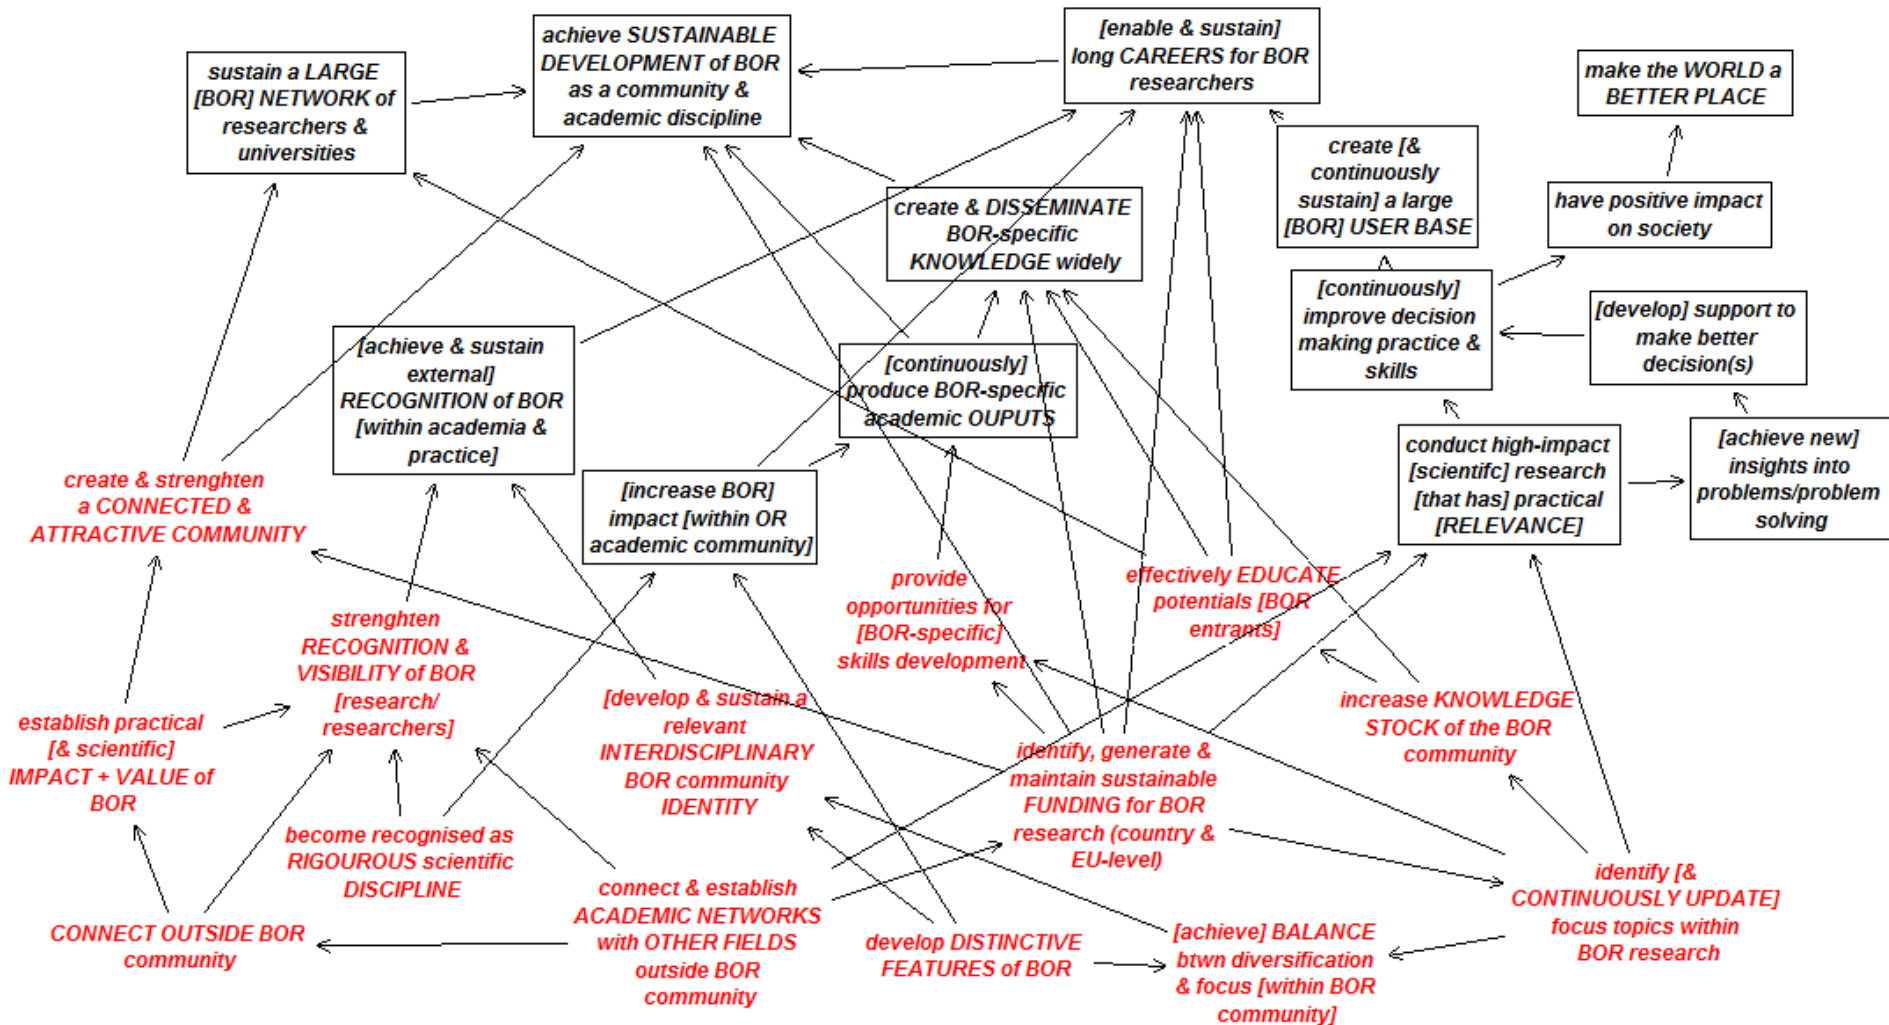 sustain a LARGE
[BOR] NETWORK of
researchers &
universities
achieve SUSTAINABLE
DEVELOPMENT of BOR
as a community &
academic discipline
[enable & sustain]
long CAREERS for BOR
researchers
make the WORLD a
BETTER PLACE
create [&
continuously
sustain] a large
[BOR] USER BASE
have positive impact
on society
create & DISSEMINATE
BOR-specific
KNOWLEDGE widely
[continuously]
improve decision
making practice &
skills
[develop] support to
make better
decision(s)
[achieve & sustain
external]
RECOGNITION of BOR
[within academia &
practice]
[continuously]
produce BOR-specific
academic OUPUTS
conduct high-impact
[scientifc] research
[that has] practical
[RELEVANCE]
[achieve new]
insights into
problems/problem
solving
create & strenghten
a CONNECTED &
ATTRACTIVE COMMUNITY
[increase BOR]
impact [within OR
academic community]
provide
opportunities for
[BOR-specific]
skills development
effectively EDUCATE
potentials [BOR
entrants]
strenghten
RECOGNITION &
VISIBILITY of BOR
[research/
researchers]
[develop & sustain a
relevant
INTERDISCIPLINARY
BOR community
IDENTITY
increase KNOWLEDGE
STOCK of the BOR
community
establish practical
[& scientific]
IMPACT + VALUE of
BOR
identify, generate &
maintain sustainable
FUNDING for BOR
research (country &
EU-level)
become recognised as
RIGOUROUS scientific
DISCIPLINE
connect & establish
ACADEMIC NETWORKS
with OTHER FIELDS
outside BOR
community
identify [&
CONTINUOUSLY UPDATE]
focus topics within
BOR research
CONNECT OUTSIDE BOR
community
develop DISTINCTIVE
FEATURES of BOR
[achieve] BALANCE
btwn diversification
& focus [within BOR
community]